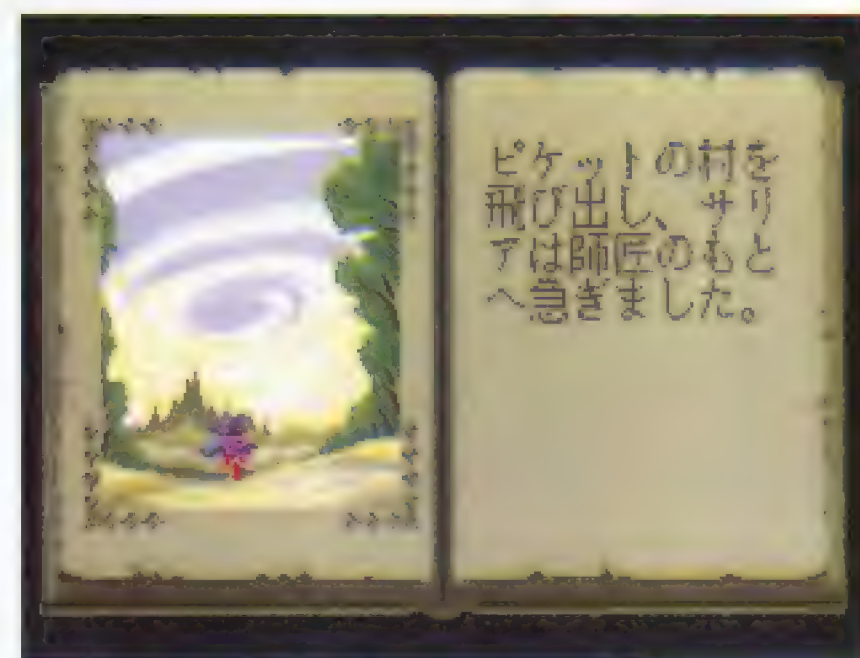 ピケットの村を
飛び出し、サリ
アは師匠のもと
へ急ぎました。